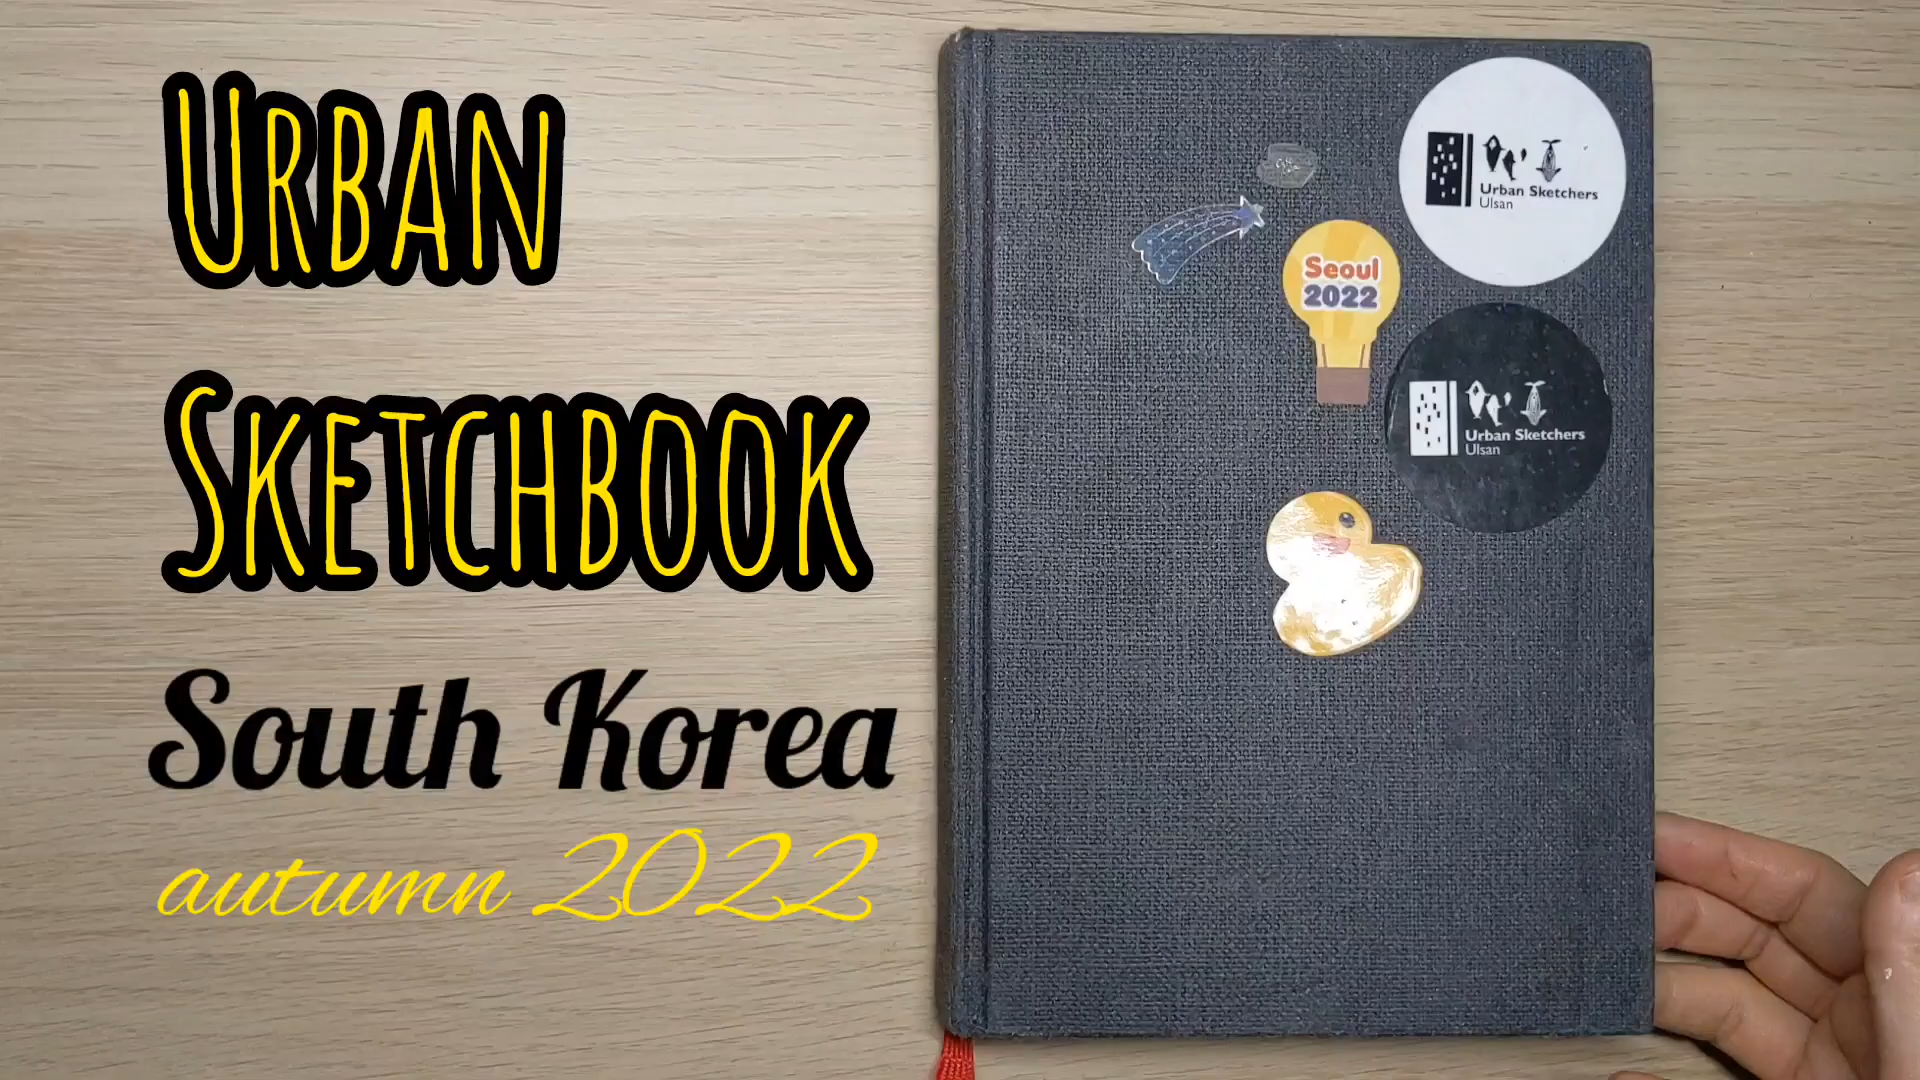 Urban
Sketchbook
South Korea
autumn 2022
Urban Sketchers
Ulsan
Seoul
2022
Urban Sketchers
Ulsan